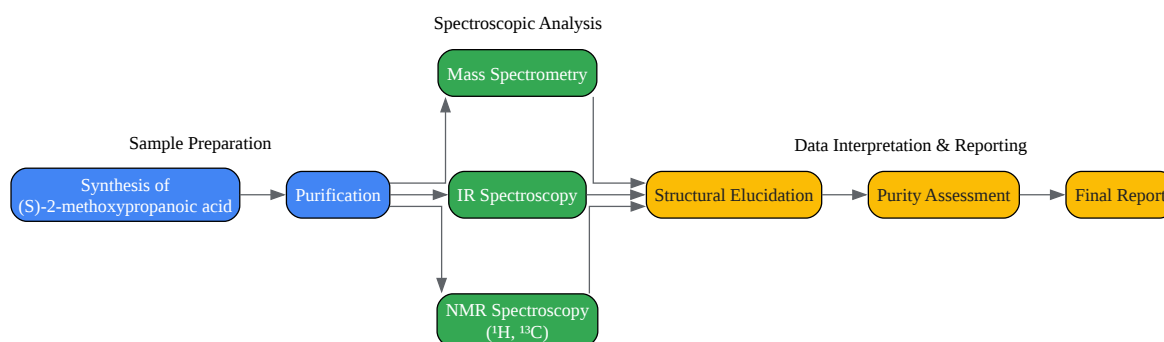 Spectroscopic Analysis
Mass Spectrometry
Sample Preparation
Data Interpretation & Reporting
Synthesis of
(S)-2-methoxypropanoic acid
Purification
IR Spectroscopy
Structural Elucidation
Purity Assessment
Final Report
NMR Spectroscopy
(¹H, ¹³C)